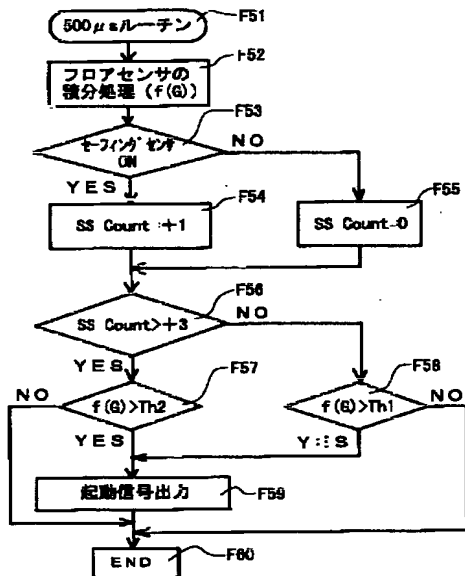 500μsルーチン
F51
F52
フロアセンサの
積分処理 (f(G))
F53
セーフィングセンサ
ON
NO
YES
F54
F55
SS Count +1
SS Count=0
F56
SS Count>+3
NO
YES
F57
F58
NO
f(G)>Th2
f(G)>Th1
NO
YES
YES
起動信号出力
F59
END
F60